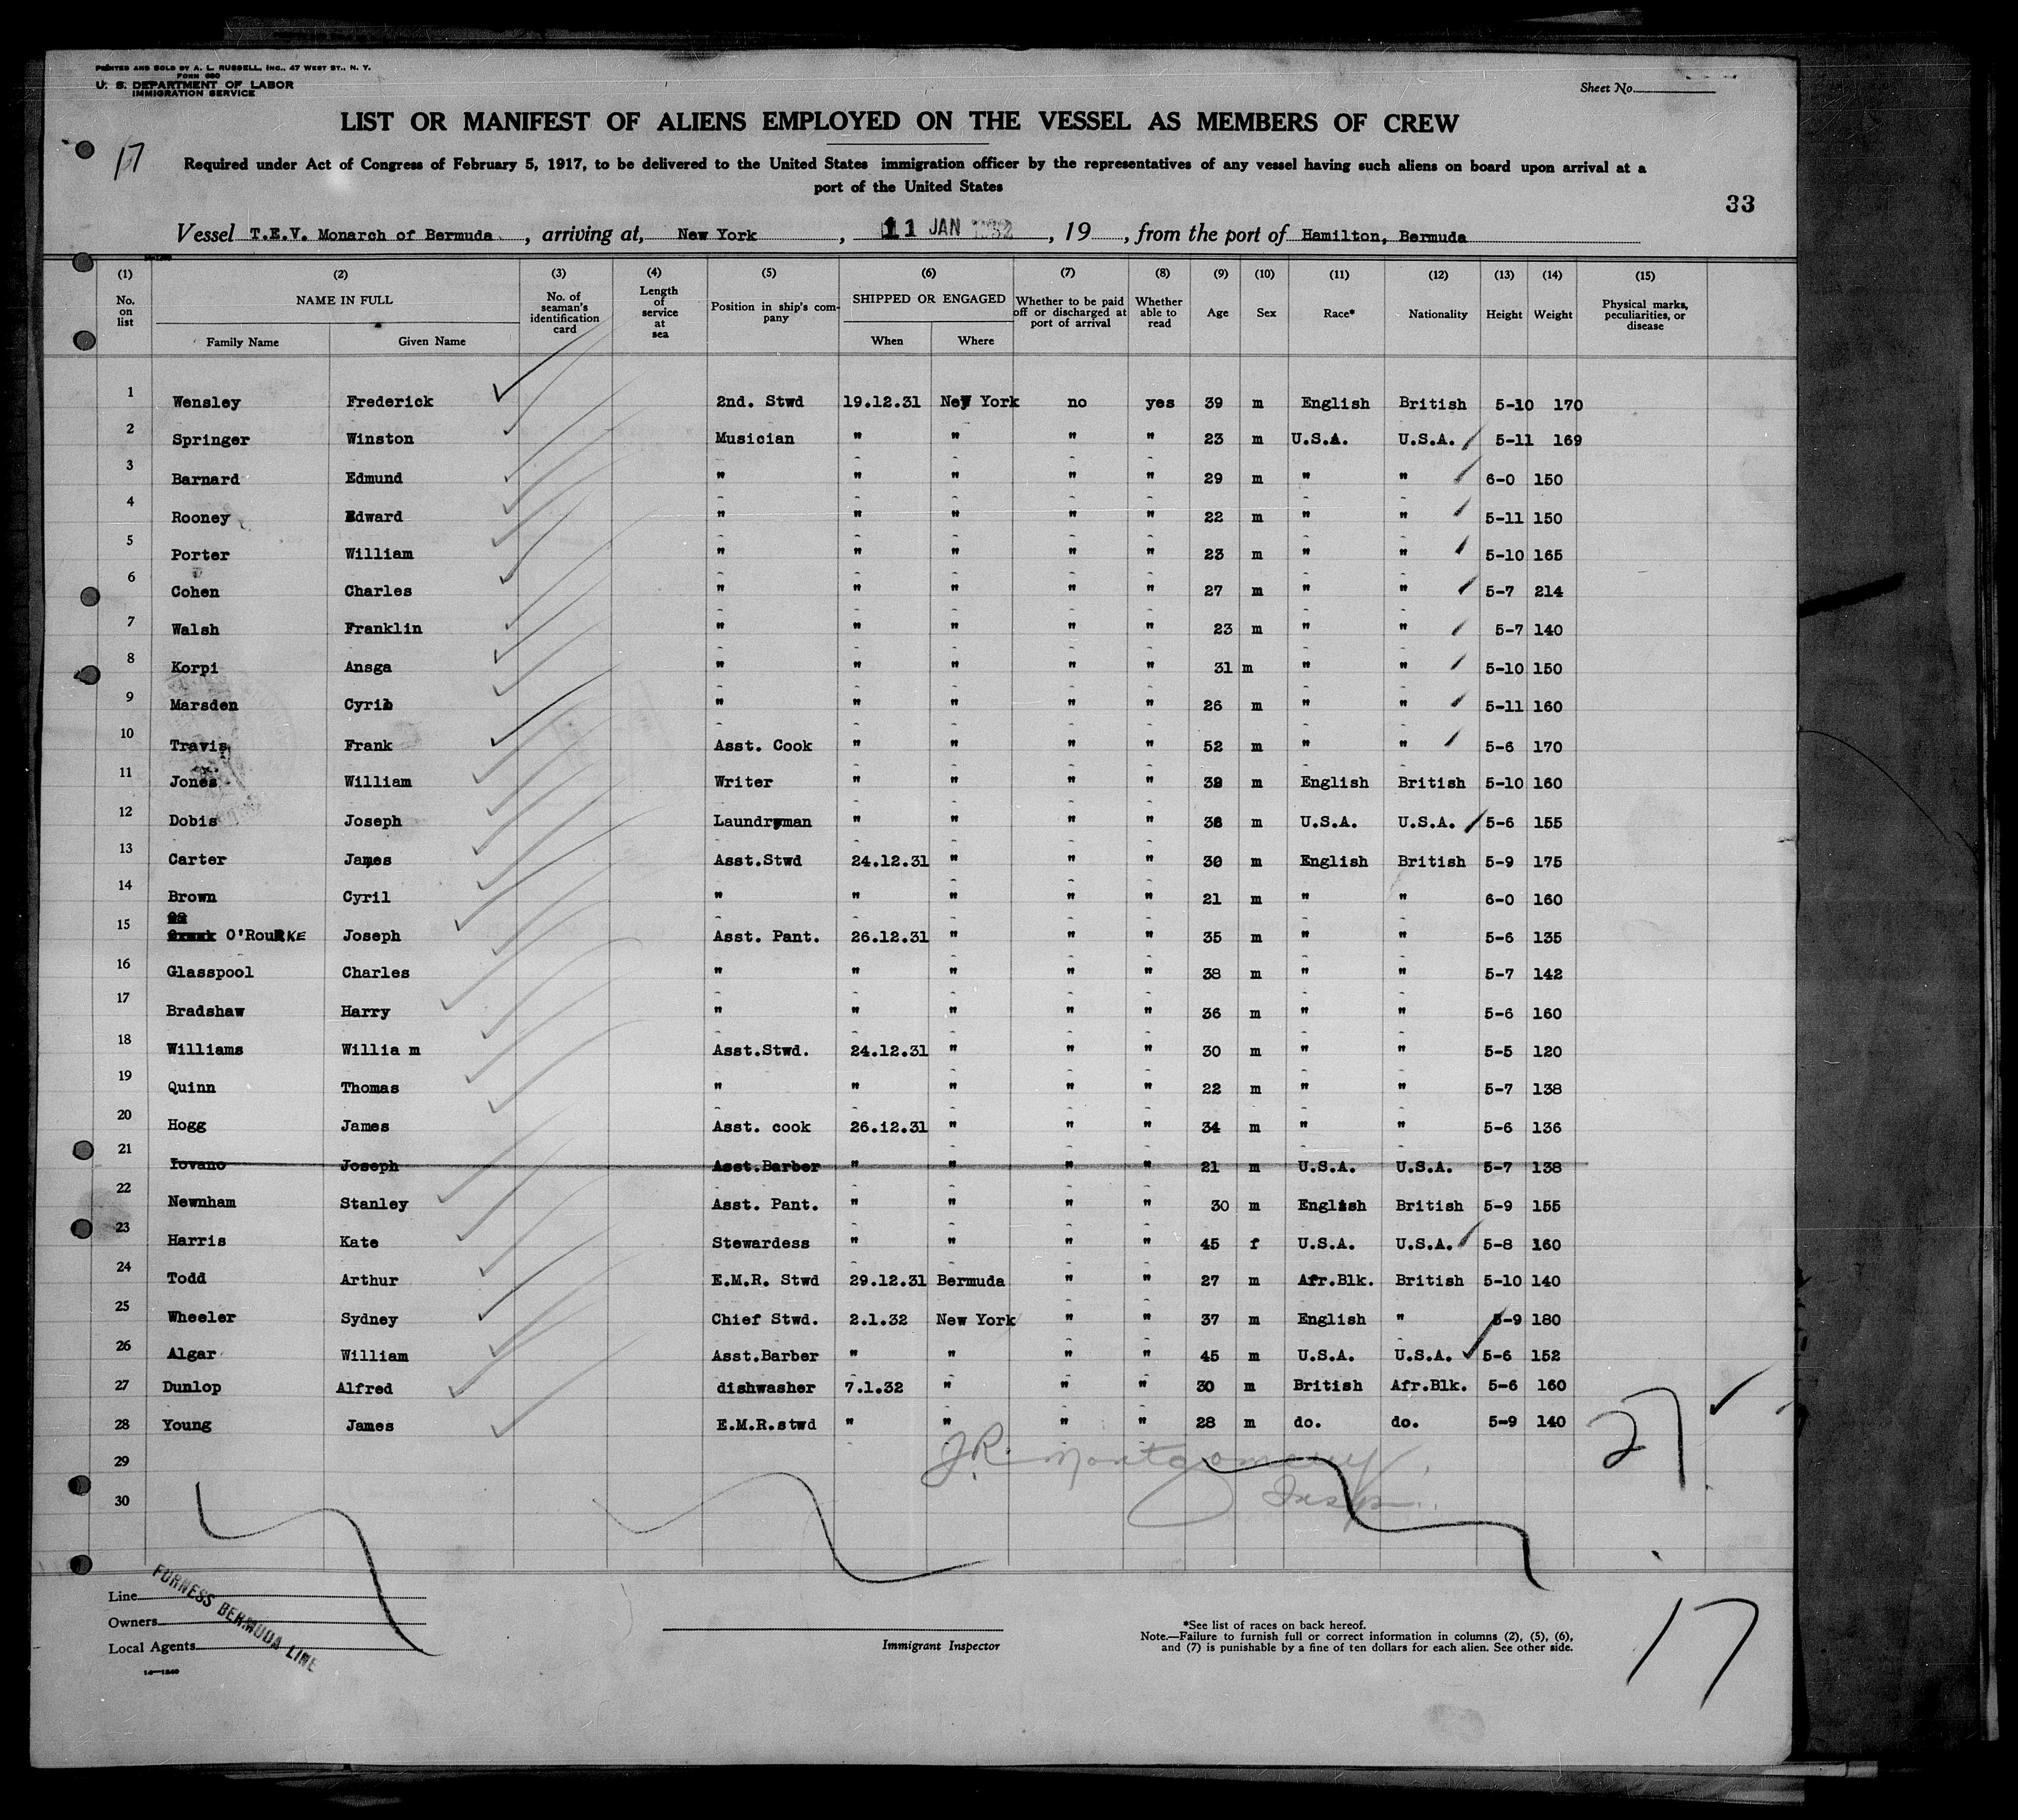 PRINTED AND SOLD BY A. L. RUSSELL, INC., 47 WEST ST., N. Y.
FORM 680
U. S. DEPARTMENT OF LABOR
IMMIGRATION SERVICE
Sheet No.
LIST OR MANIFEST OF ALIENS EMPLOYED ON THE VESSEL AS MEMBERS OF CREW
17
Required under Act of Congress of February 5, 1917, to be delivered to the United States immigration officer by the representatives of any vessel having such aliens on board upon arrival at a
port of the United States
33
Vessel T.E.V. Monarch of Bermuda, arriving at, New York, 11 JAN 1932, 19, from the port of Hamilton, Bermuda
(1) (2) (3) (4) (5) (6) (7) (8) (9) (10) (11) (12) (13) (14) (15)
No. on list NAME IN FULL No. of seaman's identification card Length of service at sea Position in ship's company SHIPPED OR ENGAGED Whether to be paid off or discharged at port of arrival Whether able to read Age Sex Race* Nationality Height Weight Physical marks, peculiarities, or disease
Family Name Given Name When Where
1 Wensley Frederick 2nd. Stwd 19.12.31 New York no yes 39 m English British 5-10 170
2 Springer Winston Musician " " " " 23 m U.S.A. U.S.A. 5-11 169
3 Barnard Edmund " " " " " 29 m " " 6-0 150
4 Rooney Edward " " " " " 22 m " " 5-11 150
5 Porter William " " " " " 23 m " " 5-10 165
6 Cohen Charles " " " " " 27 m " " 5-7 214
7 Walsh Franklin " " " " " 23 m " " 5-7 140
8 Korpi Ansga " " " " " 31 m " " 5-10 150
9 Marsden Cyril " " " " " 26 m " " 5-11 160
10 Travis Frank Asst. Cook " " " " 52 m " " 5-6 170
11 Jones William Writer " " " " m English British 5-10 160
12 Dobis Joseph Laundryman " " " " m U.S.A. U.S.A. 5-6 155
13 Carter James Asst.Stwd 24.12.31 " " " 30 m English British 5-9 175
14 Brown Cyril " " " " " 21 m " " 6-0 160
15 O'RouRKE Joseph Asst. Pant. 26.12.31 " " " 35 m " " 5-6 135
16 Glasspool Charles " " " " " 38 m " " 5-7 142
17 Bradshaw Harry " " " " " 36 m " " 5-6 160
18 Williams Willia m Asst.Stwd. 24.12.31 " " " 30 m " " 5-5 120
19 Quinn Thomas " " " " " 22 m " " 5-7 138
20 Hogg James Asst. cook 26.12.31 " " " 34 m " " 5-6 136
21 Iovano Joseph Asst.Barber " " " " 21 m U.S.A. U.S.A. 5-7 138
22 Newnham Stanley Asst. Pant. " " " " 30 m English British 5-9 155
23 Harris Kate Stewardess " " " " 45 f U.S.A. U.S.A. 5-8 160
24 Todd Arthur E.M.R. Stwd 29.12.31 Bermuda " " 27 m Afr.Blk. British 5-10 140
25 Wheeler Sydney Chief Stwd. 2.1.32 New York " " 37 m English " 5-9 180
26 Algar William Asst.Barber " " " " 45 m U.S.A. U.S.A. 5-6 152
27 Dunlop Alfred dishwasher 7.1.32 " " " 30 m British Afr.Blk. 5-6 160
28 Young James E.M.R.stwd " " " " 28 m do. do. 5-9 140
27
29
J.R. Montgomery
30
Insp.
Line
Owners
Local Agents
FURNESS BERMUDA LINE
14—1240
Immigrant Inspector
*See list of races on back hereof.
Note.—Failure to furnish full or correct information in columns (2), (5), (6),
and (7) is punishable by a fine of ten dollars for each alien. See other side.
17